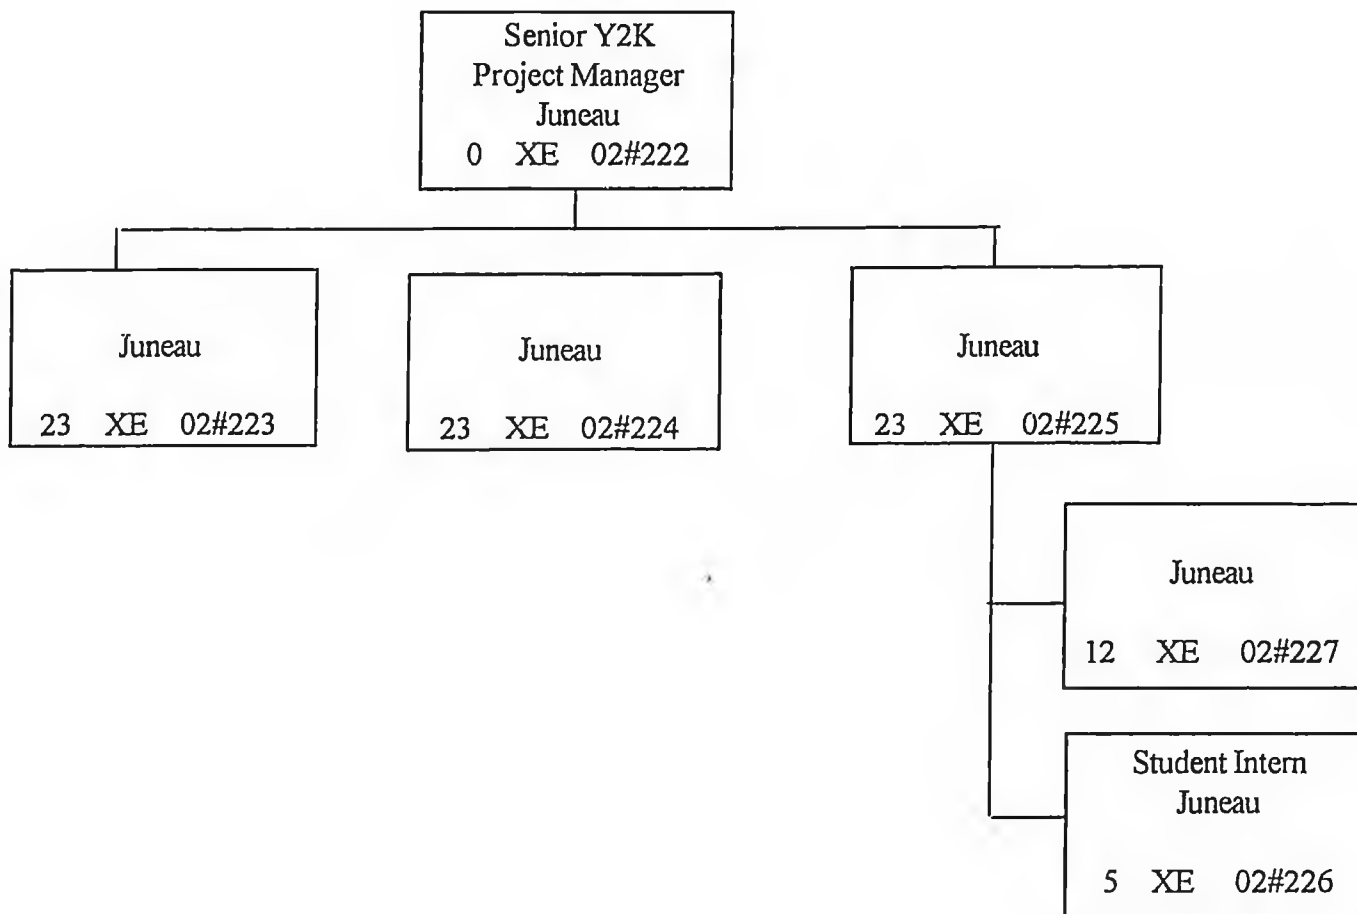 Senior Y2K
Project Manager
Juneau
0 XE 02#222
Juneau
23 XE 02#223
Juneau
23 XE 02#224
Juneau
23 XE 02#225
Juneau
12 XE 02#227
Student Intern
Juneau
5 XE 02#226